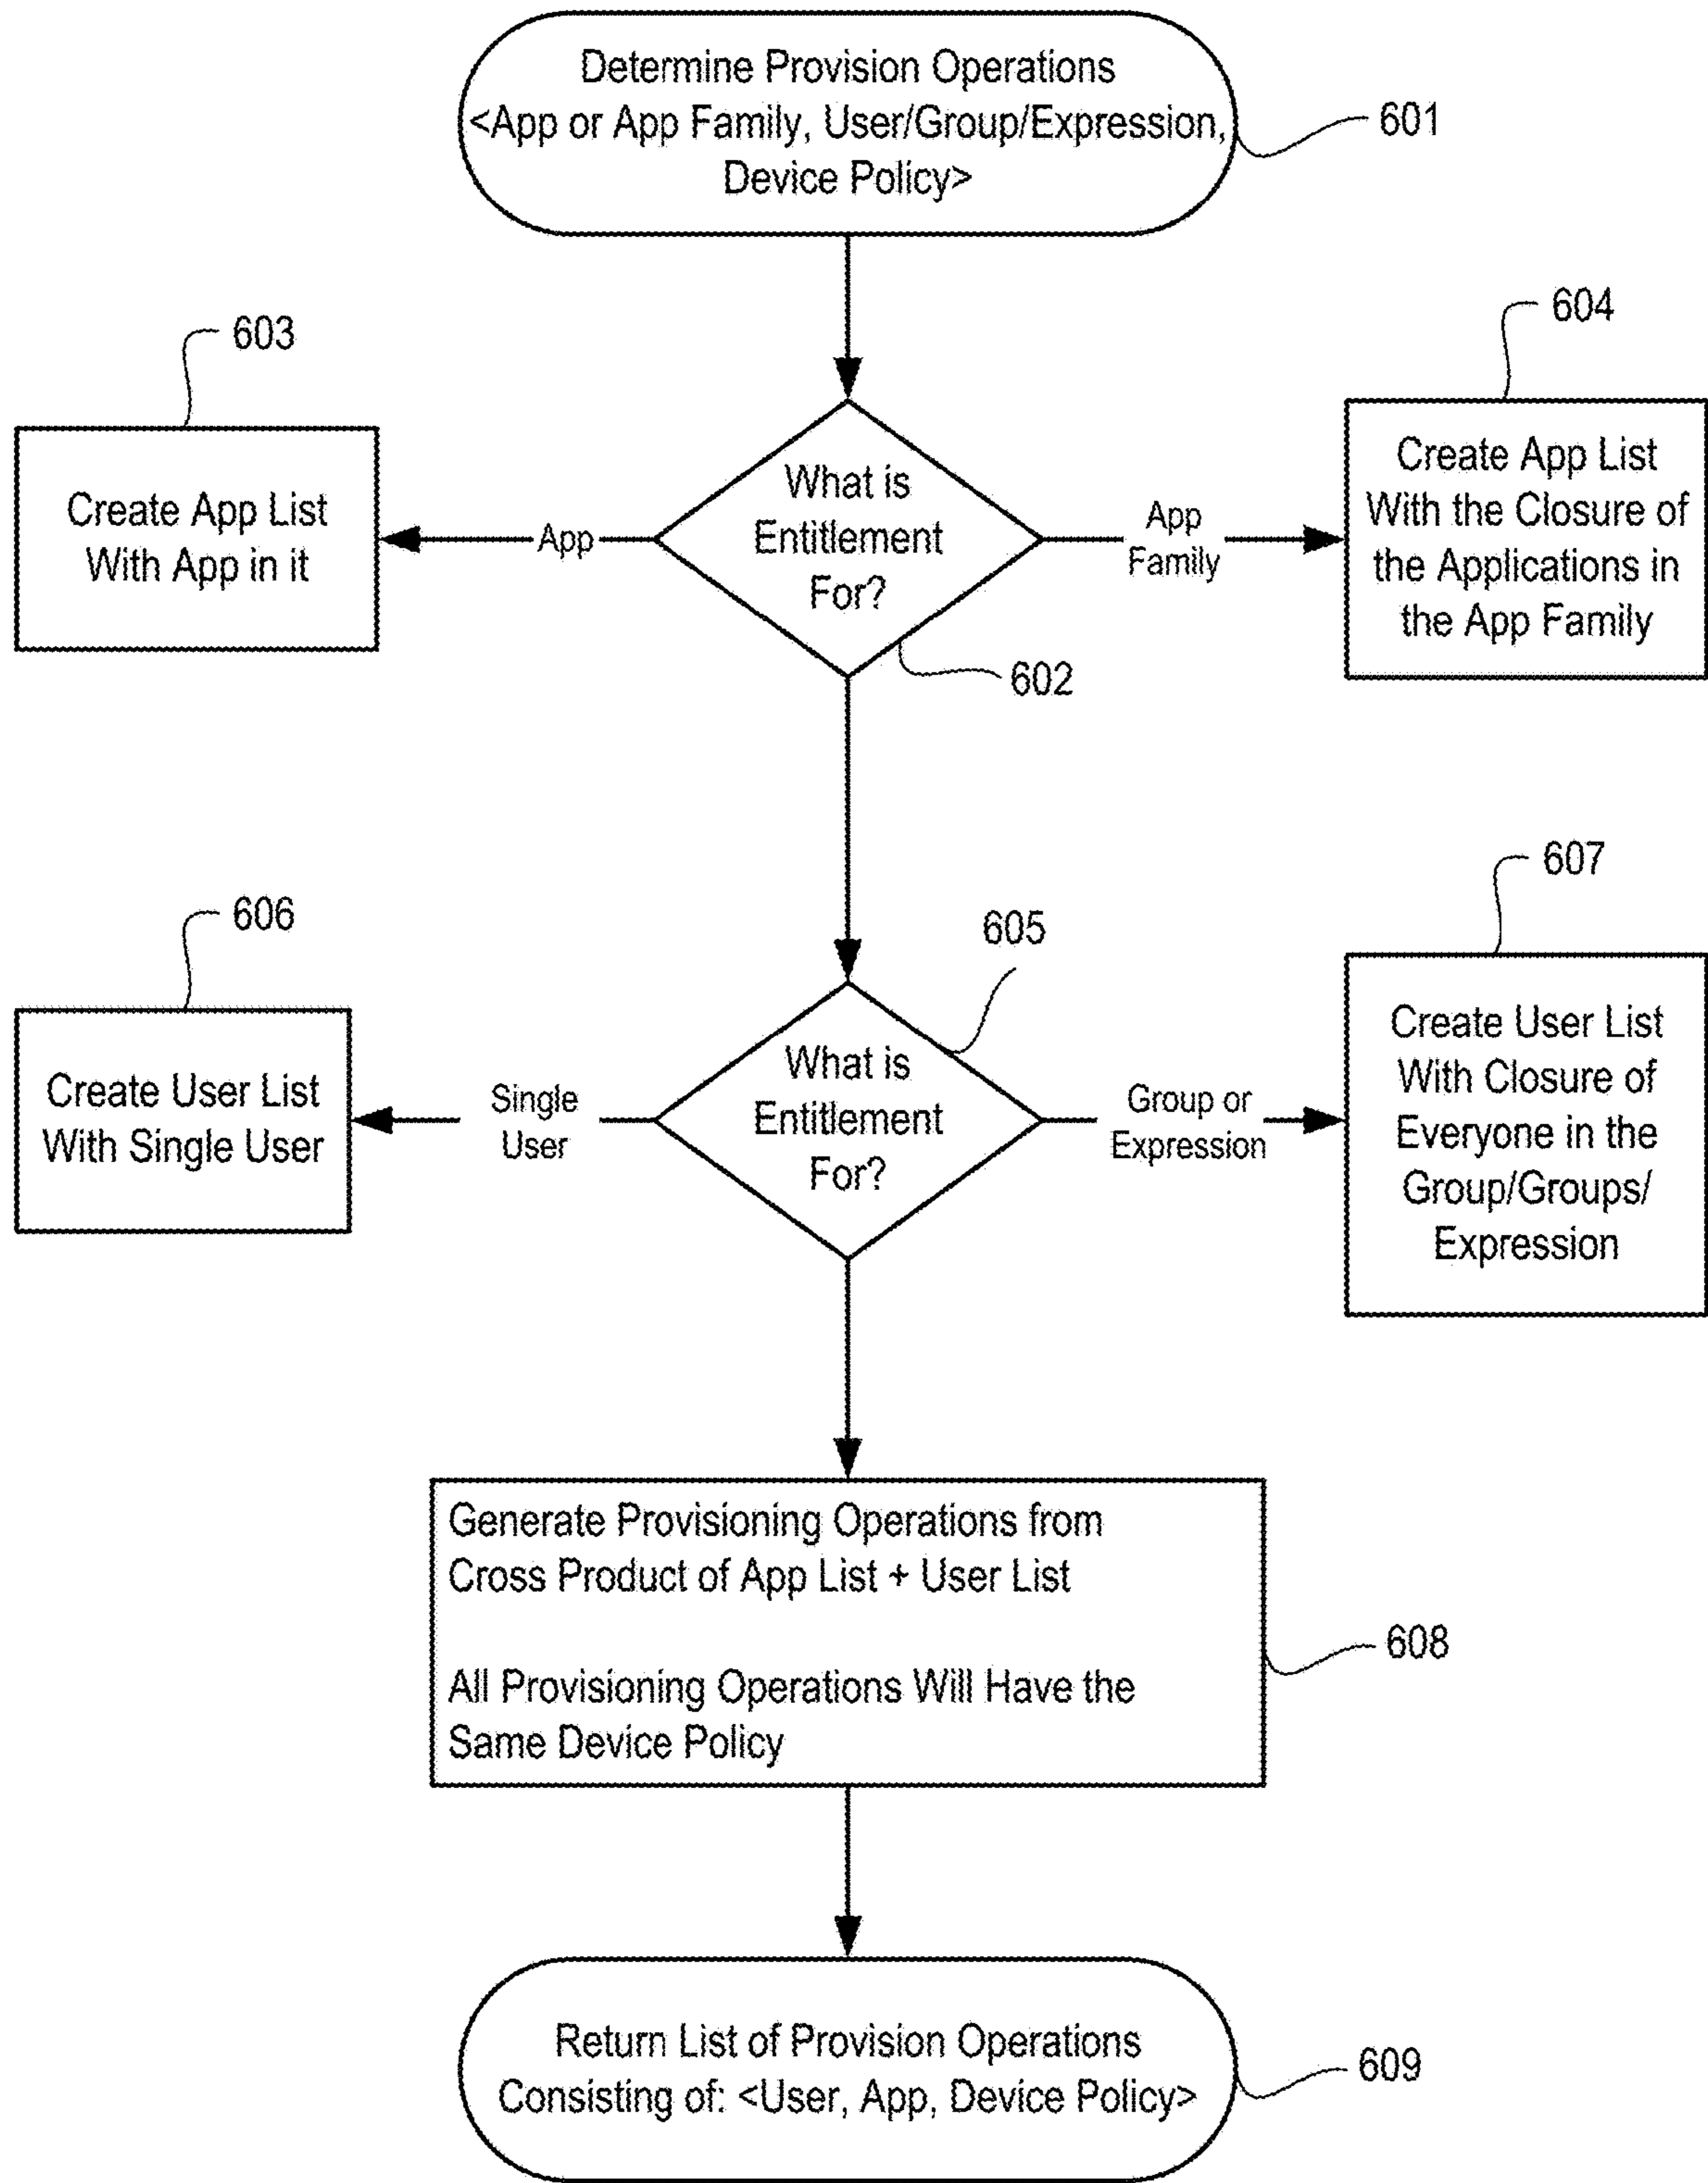 Determine Provision Operations
<App or App Family, User/Group/Expression,
Device Policy>
601
603
604
Create App List
With App in it
App
What is
Entitlement
For?
App
Family
Create App List
With the Closure of
the Applications in
the App Family
602
606
605
607
Create User List
With Single User
Single
User
What is
Entitlement
For?
Group or
Expression
Create User List
With Closure of
Everyone in the
Group/Groups/
Expression
Generate Provisioning Operations from
Cross Product of App List + User List
All Provisioning Operations Will Have the
Same Device Policy
608
Return List of Provision Operations
Consisting of: <User, App, Device Policy>
609